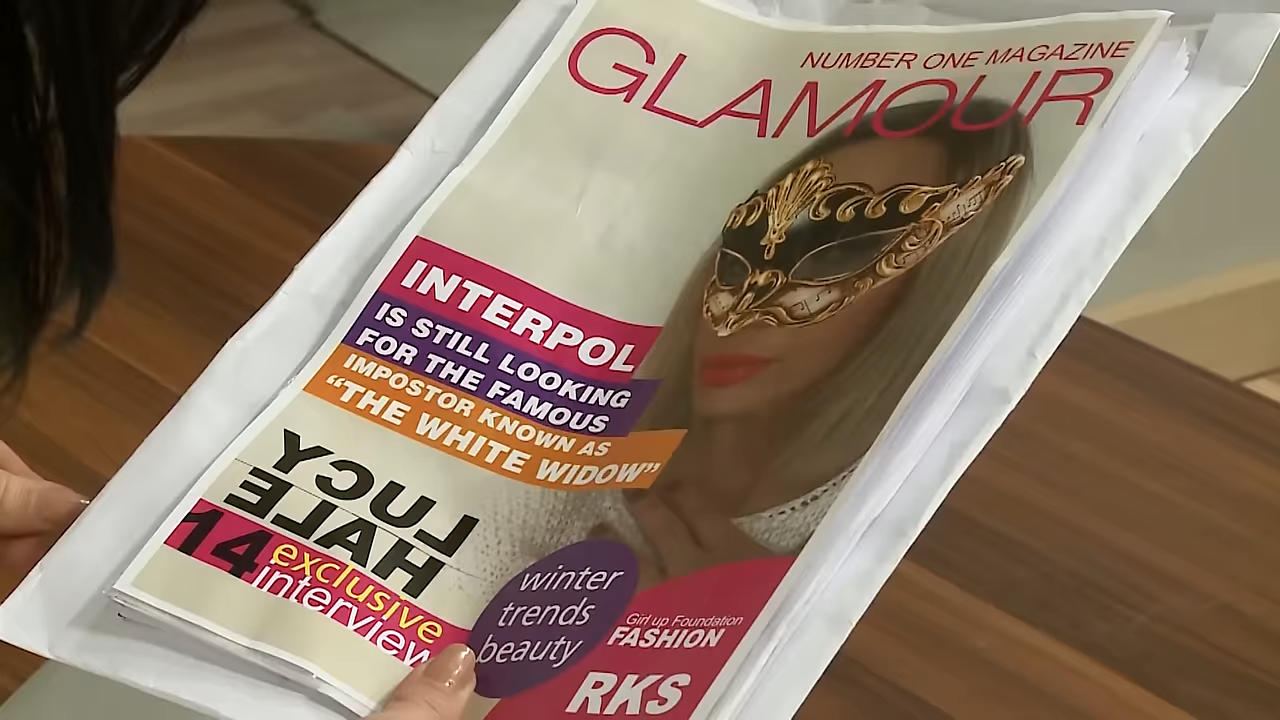 NUMBER ONE MAGAZINE
GLAMOUR
INTERPOL
IS STILL LOOKING
FOR THE FAMOUS
IMPOSTOR KNOWN AS
“THE WHITE WIDOW”
LUCY
HALE
14 exclusive
interview
winter
trends
beauty
Girl up Foundation
FASHION
RKS